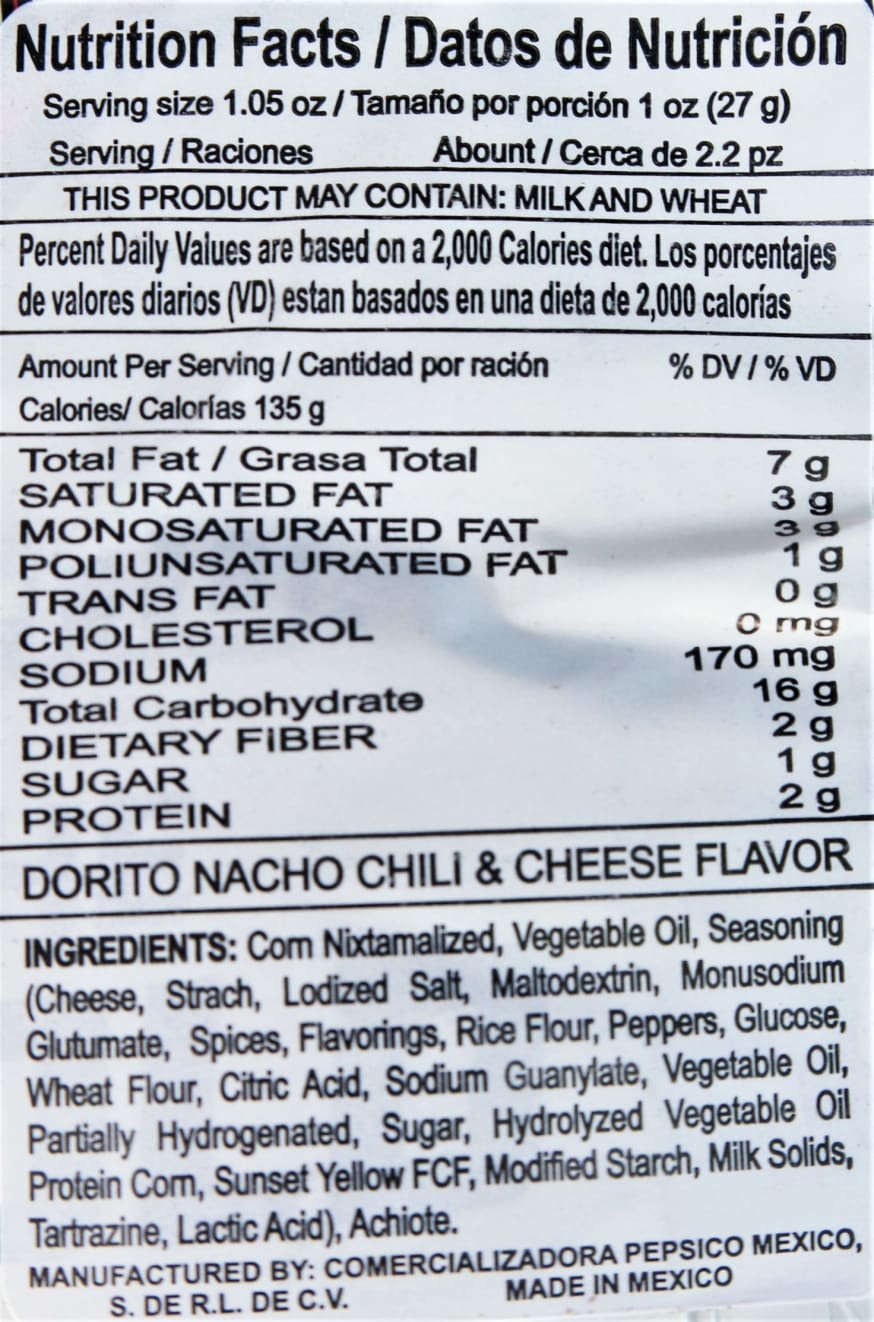 Nutrition Facts / Datos de Nutrición
Serving size 1.05 oz / Tamaño por porción 1 oz (27 g)
Serving / Raciones Abount / Cerca de 2.2 pz
THIS PRODUCT MAY CONTAIN: MILK AND WHEAT
Percent Daily Values are based on a 2,000 Calories diet. Los porcentajes
de valores diarios (VD) estan basados en una dieta de 2,000 calorías
Amount Per Serving / Cantidad por ración % DV / % VD
Calories/ Calorías 135 g
Total Fat / Grasa Total 7 g
SATURATED FAT 3 g
MONOSATURATED FAT 3 g
POLIUNSATURATED FAT 1 g
TRANS FAT 0 g
CHOLESTEROL 0 mg
SODIUM 170 mg
Total Carbohydrate 16 g
DIETARY FIBER 2 g
SUGAR 1 g
PROTEIN 2 g
DORITO NACHO CHILI & CHEESE FLAVOR
INGREDIENTS: Corn Nixtamalized, Vegetable Oil, Seasoning
(Cheese, Strach, Lodized Salt, Maltodextrin, Monusodium
Glutumate, Spices, Flavorings, Rice Flour, Peppers, Glucose,
Wheat Flour, Citric Acid, Sodium Guanylate, Vegetable Oil,
Partially Hydrogenated, Sugar, Hydrolyzed Vegetable Oil
Protein Corn, Sunset Yellow FCF, Modified Starch, Milk Solids,
Tartrazine, Lactic Acid), Achiote.
MANUFACTURED BY: COMERCIALIZADORA PEPSICO MEXICO,
S. DE R.L. DE C.V. MADE IN MEXICO